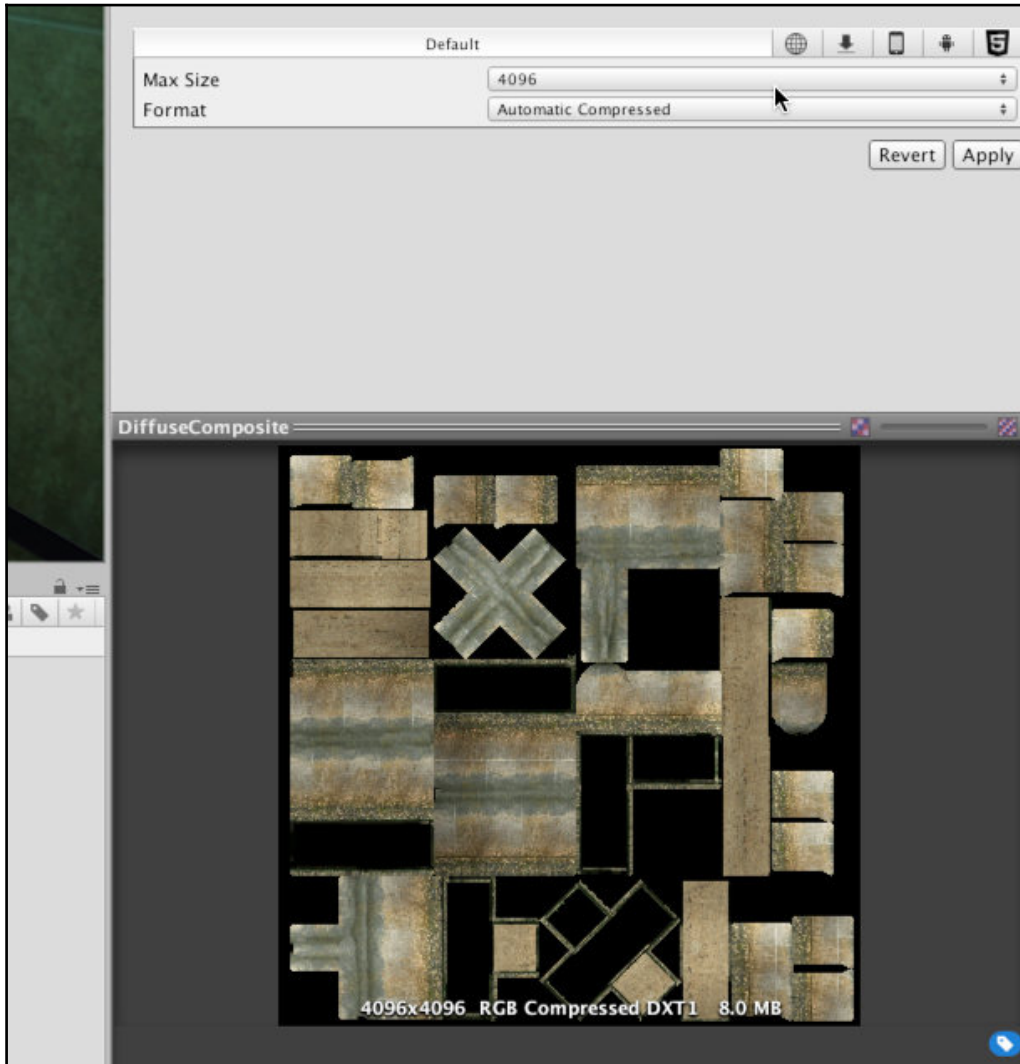 Default
Max Size 4096
Format Automatic Compressed
Revert Apply
DiffuseComposite
4096x4096 RGB Compressed DXT1 8.0 MB